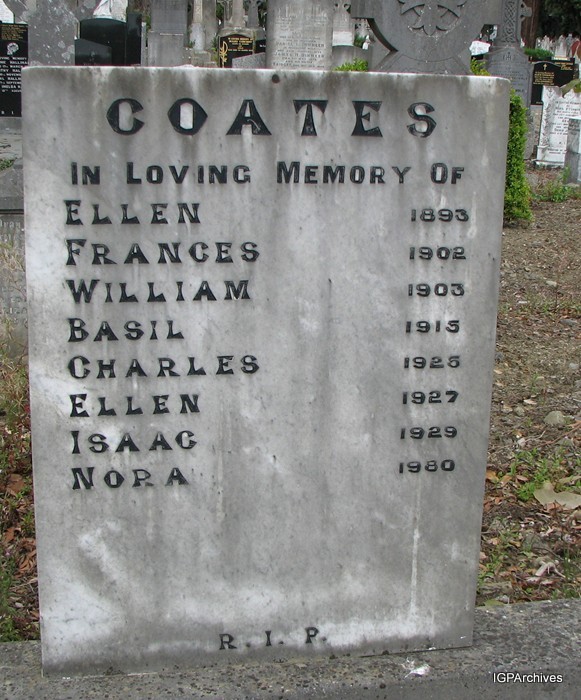 COATES
IN LOVING MEMORY OF
ELLEN 1893
FRANCES 1902
WILLIAM 1903
BASIL 1915
CHARLES 1925
ELLEN 1927
ISAAC 1929
NORA 1980
R. I. P.
IGPArchives